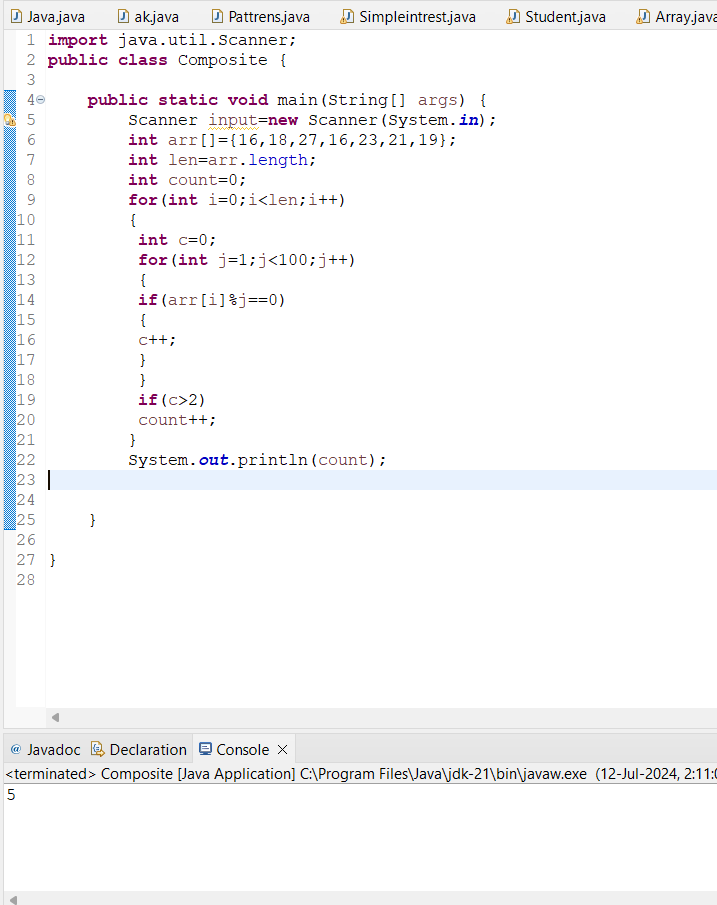 Java.java ak.java Pattrens.java Simpleintrest.java Student.java Array.java
1 import java.util.Scanner;
2 public class Composite {
3
4 public static void main(String[] args) {
5 Scanner input=new Scanner(System.in);
6 int arr[]={16,18,27,16,23,21,19};
7 int len=arr.length;
8 int count=0;
9 for(int i=0;i<len;i++)
10 {
11 int c=0;
12 for(int j=1;j<100;j++)
13 {
14 if(arr[i]%j==0)
15 {
16 c++;
17 }
18 }
19 if(c>2)
20 count++;
21 }
22 System.out.println(count);
23
24
25 }
26
27 }
28
@ Javadoc Declaration Console
<terminated> Composite [Java Application] C:\Program Files\Java\jdk-21\bin\javaw.exe (12-Jul-2024, 2:11:0
5